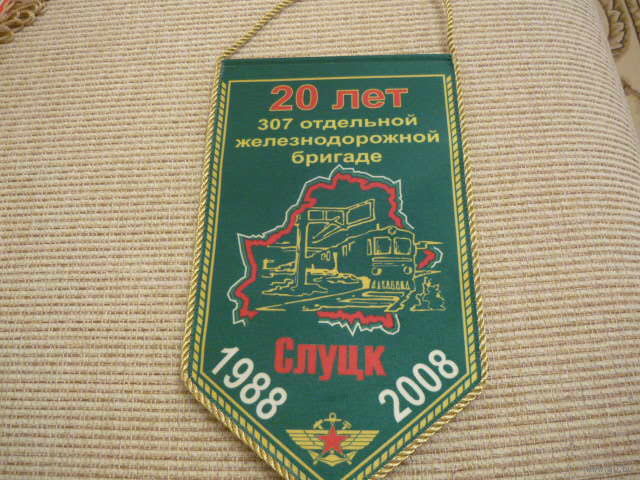 20 лет
307 отдельной
железнодорожной
бригаде
Слуцк
1988
2008